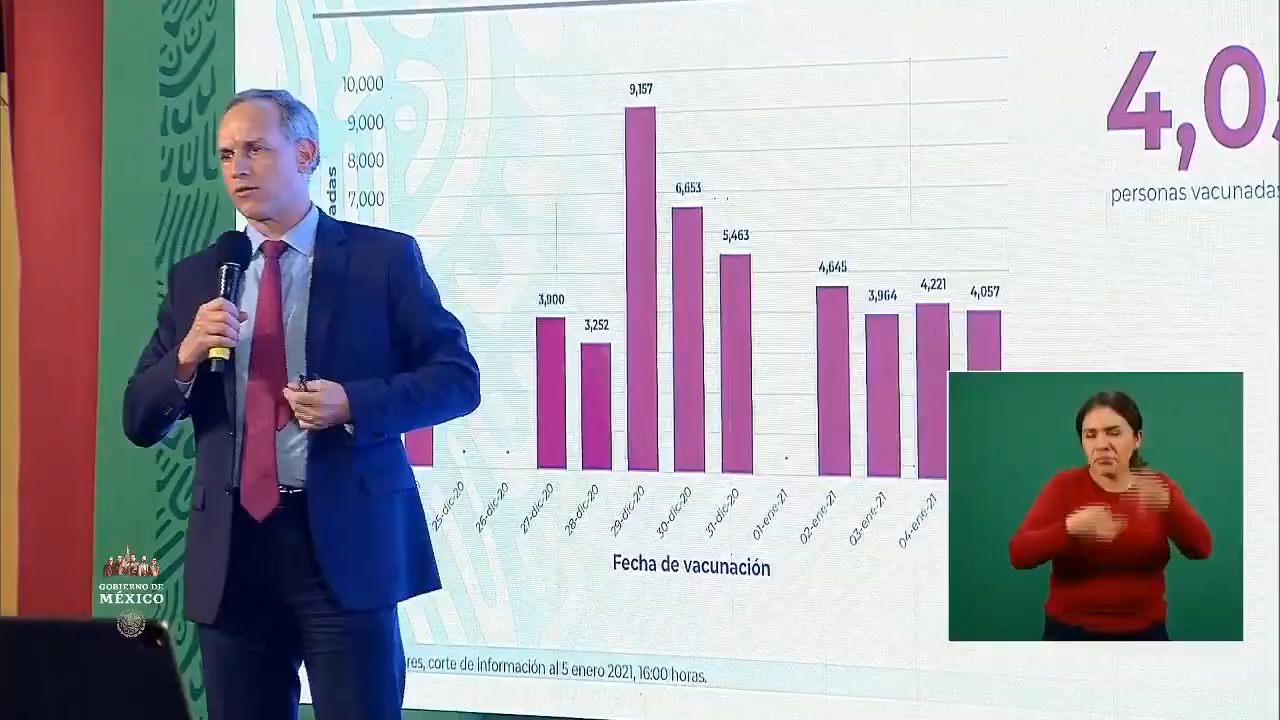 10,000
9,000
8,000
7,000
adas
9,157
6,653
5,463
4,645
3,900
3,252
3,964
4,221
4,057
4,0
personas vacunadas
25-dic-20
26-dic-20
27-dic-20
28-dic-20
29-dic-20
30-dic-20
31-dic-20
01-ene-21
02-ene-21
03-ene-21
04-ene-21
Fecha de vacunación
res, corte de información al 5 enero 2021, 16:00 horas.
GOBIERNO DE
MÉXICO